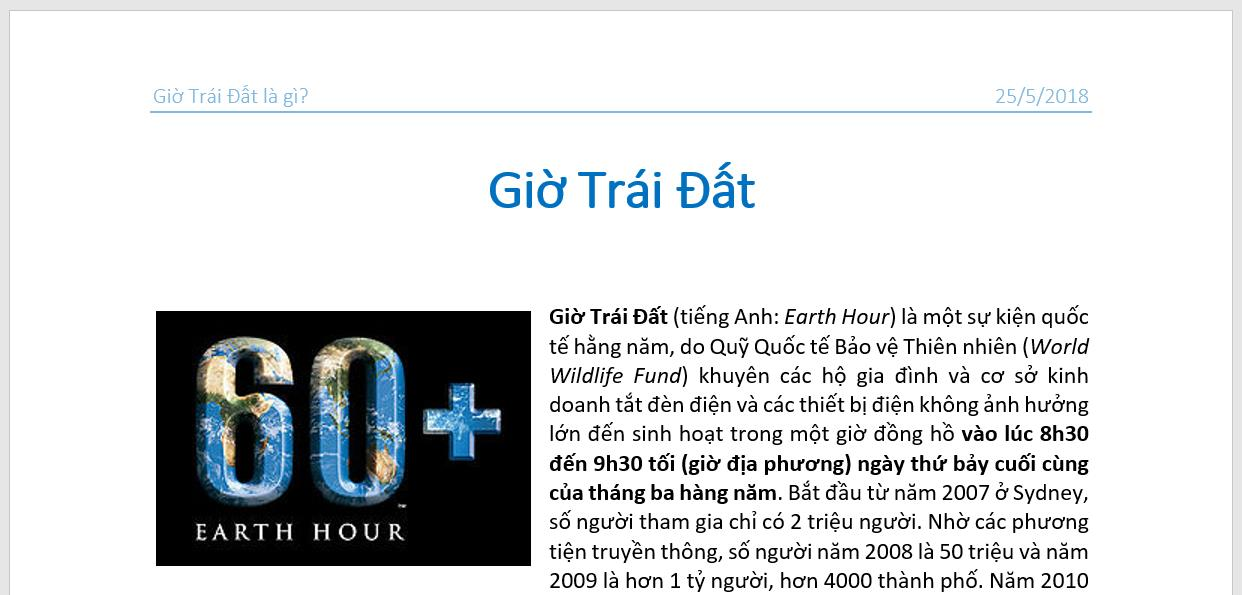 Giờ Trái Đất là gì? 25/5/2018
Giờ Trái Đất
60+
™
EARTH HOUR
Giờ Trái Đất (tiếng Anh: Earth Hour) là một sự kiện quốc
tế hằng năm, do Quỹ Quốc tế Bảo vệ Thiên nhiên (World
Wildlife Fund) khuyên các hộ gia đình và cơ sở kinh
doanh tắt đèn điện và các thiết bị điện không ảnh hưởng
lớn đến sinh hoạt trong một giờ đồng hồ vào lúc 8h30
đến 9h30 tối (giờ địa phương) ngày thứ bảy cuối cùng
của tháng ba hàng năm. Bắt đầu từ năm 2007 ở Sydney,
số người tham gia chỉ có 2 triệu người. Nhờ các phương
tiện truyền thông, số người năm 2008 là 50 triệu và năm
2009 là hơn 1 tỷ người, hơn 4000 thành phố. Năm 2010